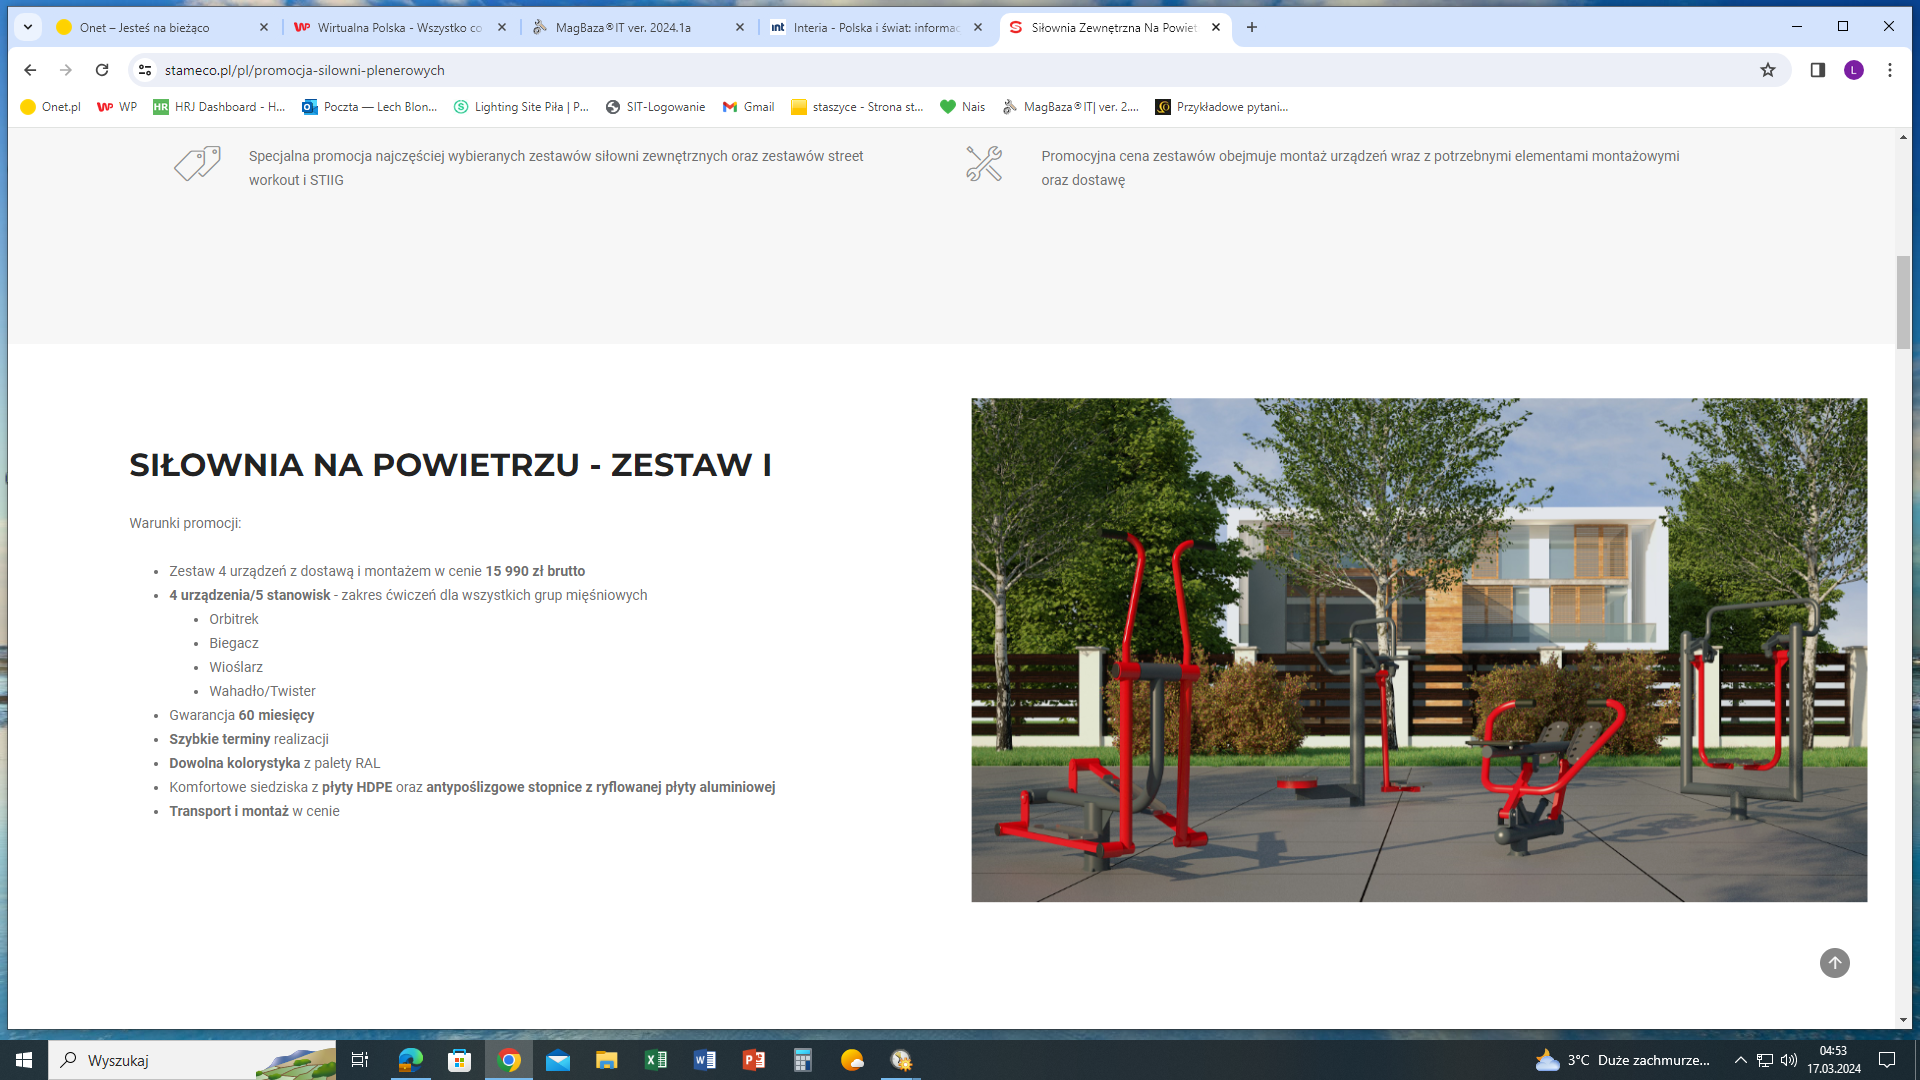 Onet – Jesteś na bieżąco
Wirtualna Polska - Wszystko co
MagBaza®IT ver. 2024.1a
Interia - Polska i świat: informac
Siłownia Zewnętrzna Na Powiet
stameco.pl/pl/promocja-silowni-plenerowych
L
Onet.pl
WP
HRJ Dashboard - H...
Poczta — Lech Blon...
Lighting Site Piła | P...
SIT-Logowanie
Gmail
staszyce - Strona st...
Nais
MagBaza®IT| ver. 2....
Przykładowe pytani...
Specjalna promocja najczęściej wybieranych zestawów siłowni zewnętrznych oraz zestawów street
workout i STIIG
Promocyjna cena zestawów obejmuje montaż urządzeń wraz z potrzebnymi elementami montażowymi
oraz dostawę
SIŁOWNIA NA POWIETRZU - ZESTAW I
Warunki promocji:
Zestaw 4 urządzeń z dostawą i montażem w cenie 15 990 zł brutto
4 urządzenia/5 stanowisk - zakres ćwiczeń dla wszystkich grup mięśniowych
Orbitrek
Biegacz
Wioślarz
Wahadło/Twister
Gwarancja 60 miesięcy
Szybkie terminy realizacji
Dowolna kolorystyka z palety RAL
Komfortowe siedziska z płyty HDPE oraz antypoślizgowe stopnice z ryflowanej płyty aluminiowej
Transport i montaż w cenie
Wyszukaj
3°C Duże zachmurze...
04:53
17.03.2024